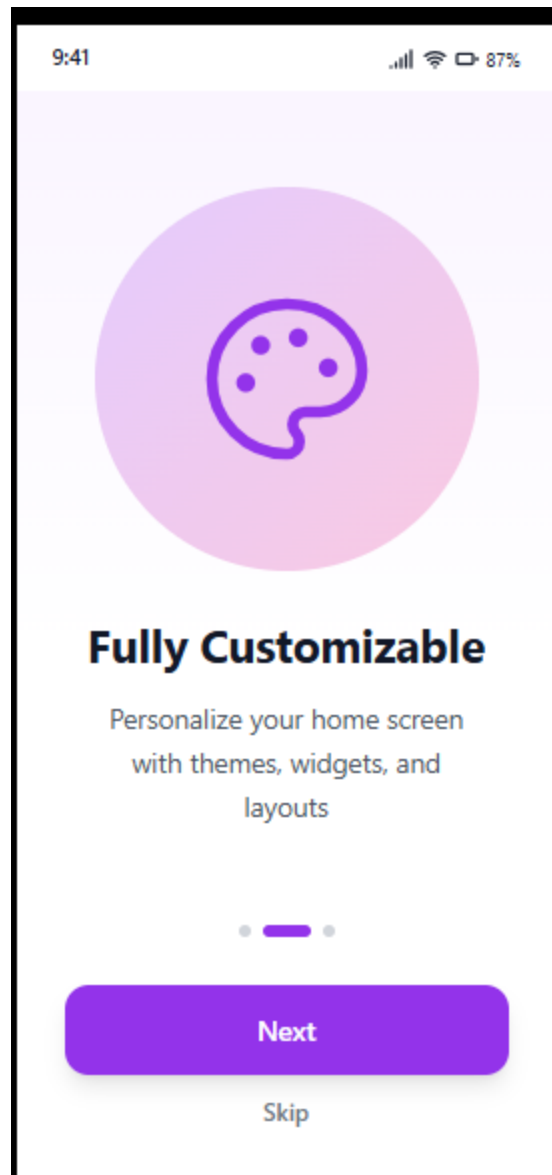 9:41
87%
Fully Customizable
Personalize your home screen
with themes, widgets, and
layouts
Next
Skip